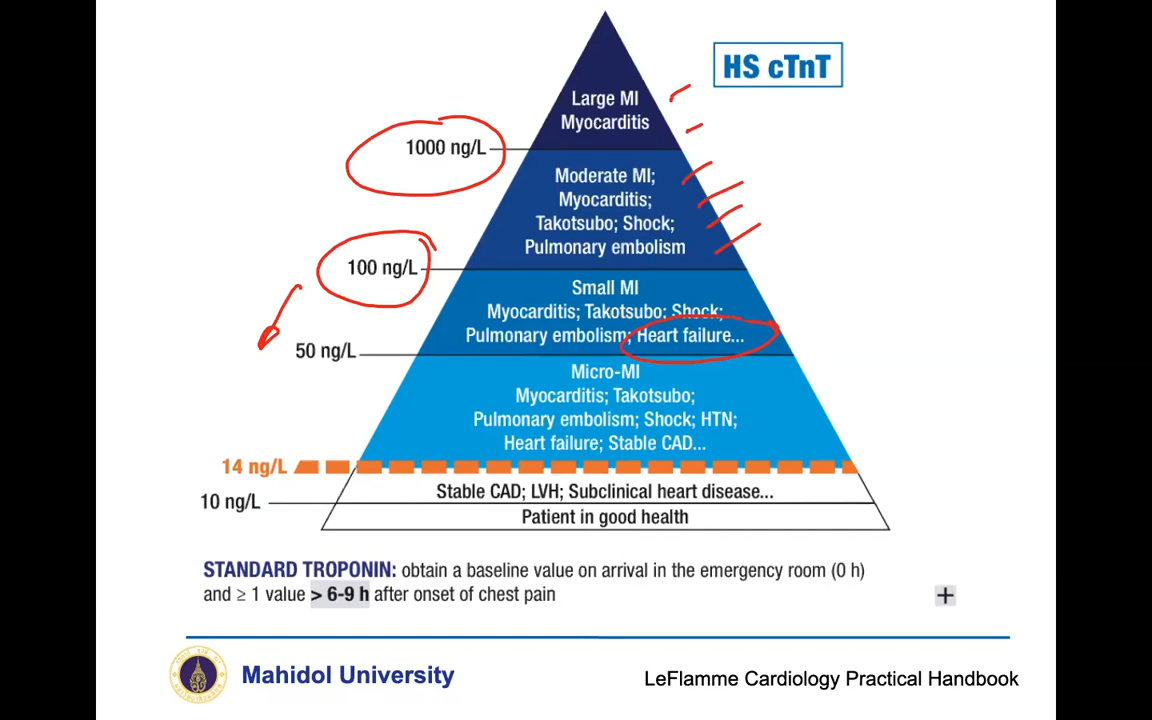 HS cTnT
Large MI
Myocarditis
1000 ng/L
Moderate MI;
Myocarditis;
Takotsubo; Shock;
Pulmonary embolism
100 ng/L
Small MI
Myocarditis; Takotsubo; Shock;
Pulmonary embolism; Heart failure...
50 ng/L
Micro-MI
Myocarditis; Takotsubo;
Pulmonary embolism; Shock; HTN;
Heart failure; Stable CAD...
14 ng/L
Stable CAD; LVH; Subclinical heart disease...
10 ng/L
Patient in good health
STANDARD TROPONIN: obtain a baseline value on arrival in the emergency room (0 h)
and ≥ 1 value > 6-9 h after onset of chest pain
+
Mahidol University
LeFlamme Cardiology Practical Handbook